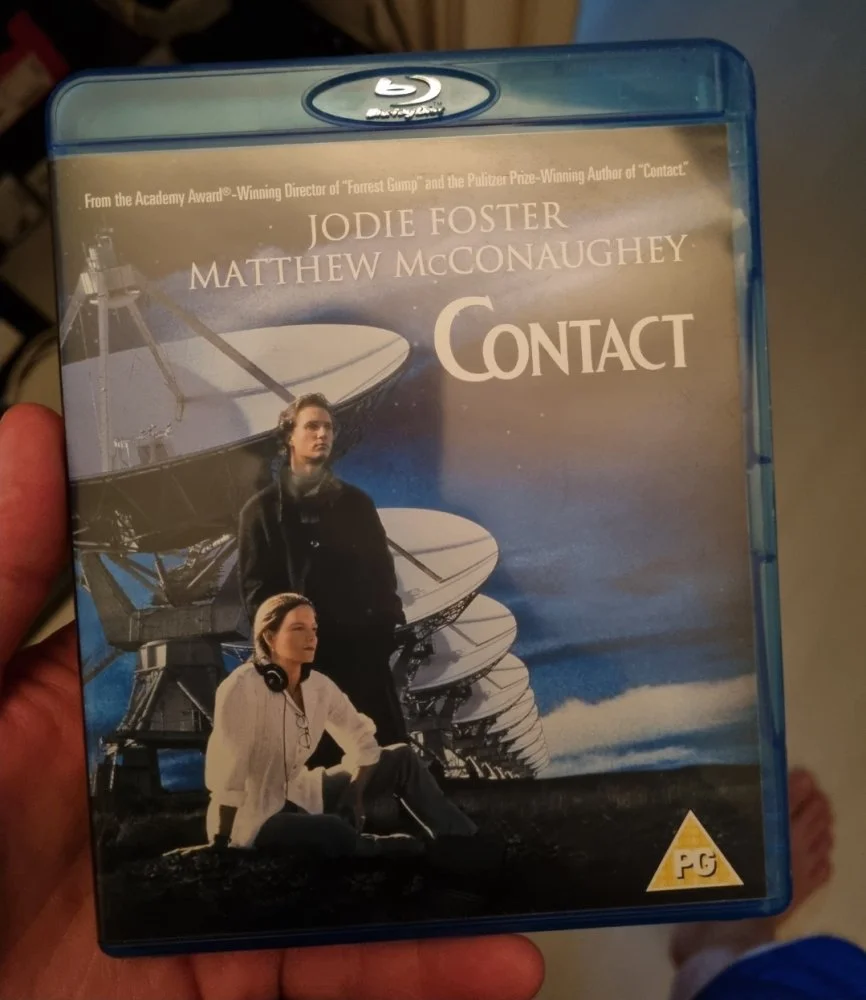 Blu-ray Disc
From the Academy Award®-Winning Director of "Forrest Gump" and the Pulitzer Prize-Winning Author of "Contact."
JODIE FOSTER
MATTHEW McCONAUGHEY
CONTACT
PG